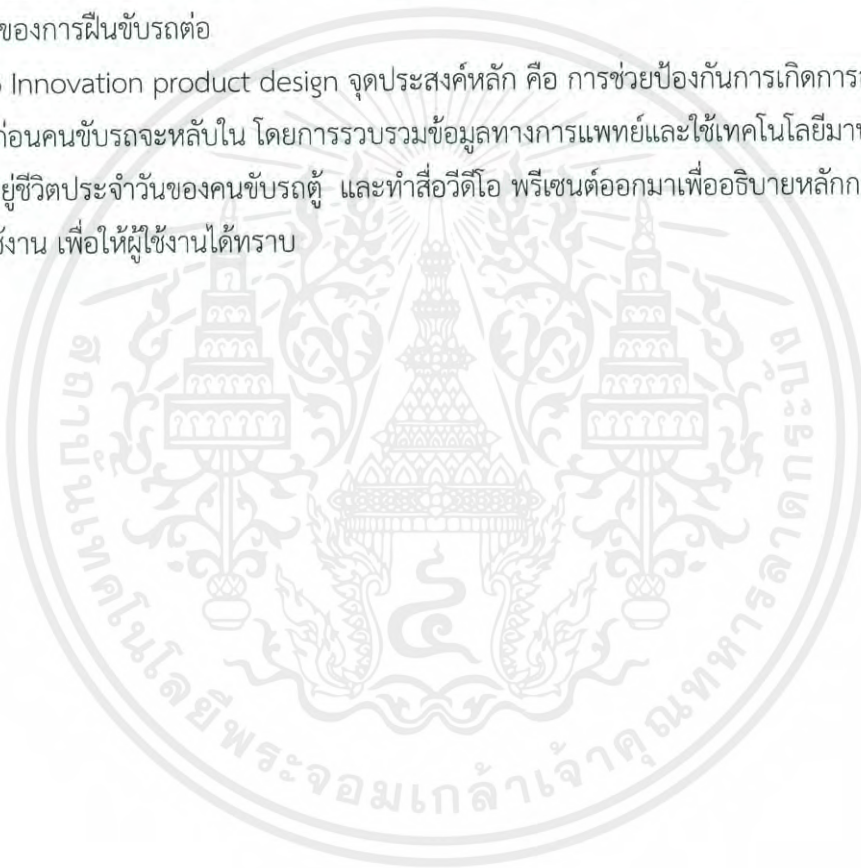 ของการฝืนขับรถต่อ
Innovation product design จุดประสงค์หลัก คือ การช่วยป้องกันการเกิดการ
ก่อนคนขับรถจะหลับใน โดยการรวบรวมข้อมูลทางการแพทย์และใช้เทคโนโลยีมา
ชีวิตประจำวันของคนขับรถตู้ และทำสื่อวีดีโอ พรีเซนต์ออกมาเพื่ออธิบายหลัก
งาน เพื่อให้ผู้ใช้งานได้ทราบ
สถาบันเทคโนโลยีพระจอมเกล้าเจ้าคุณทหารลาดกระบัง